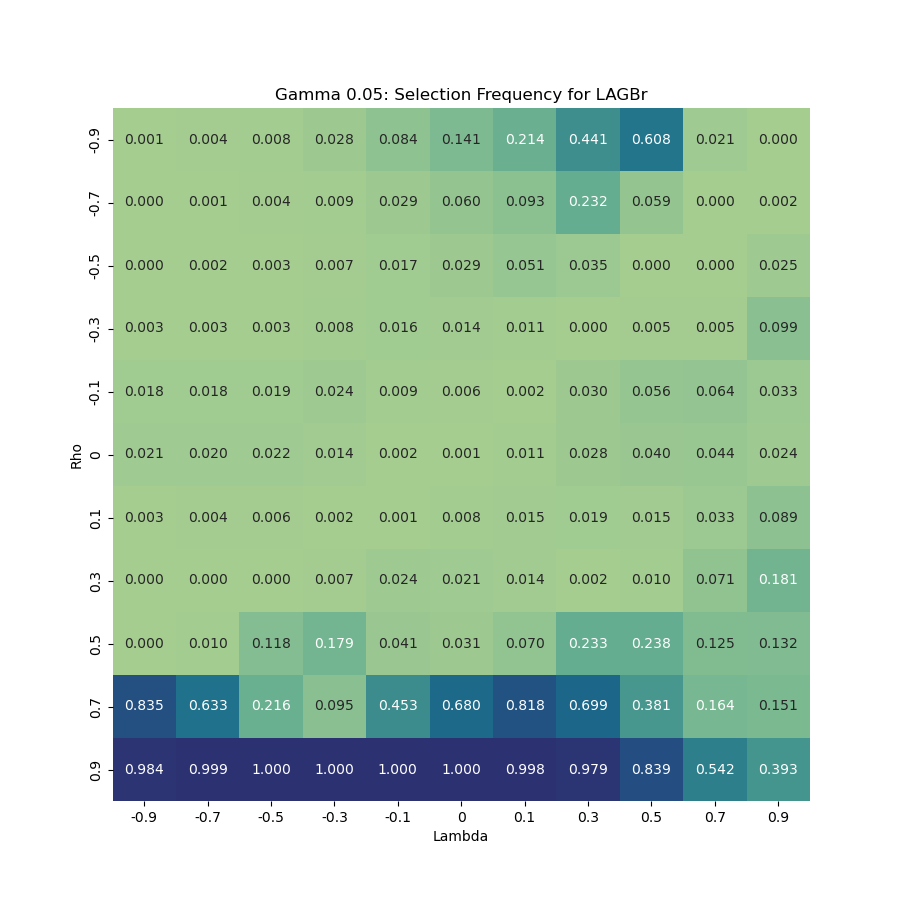 Gamma 0.05: Selection Frequency for LAGBr
-0.9 0.001 0.004 0.008 0.028 0.084 0.141 0.214 0.441 0.608 0.021 0.000
-0.7 0.000 0.001 0.004 0.009 0.029 0.060 0.093 0.232 0.059 0.000 0.002
-0.5 0.000 0.002 0.003 0.007 0.017 0.029 0.051 0.035 0.000 0.000 0.025
-0.3 0.003 0.003 0.003 0.008 0.016 0.014 0.011 0.000 0.005 0.005 0.099
-0.1 0.018 0.018 0.019 0.024 0.009 0.006 0.002 0.030 0.056 0.064 0.033
Rho
0 0.021 0.020 0.022 0.014 0.002 0.001 0.011 0.028 0.040 0.044 0.024
0.1 0.003 0.004 0.006 0.002 0.001 0.008 0.015 0.019 0.015 0.033 0.089
0.3 0.000 0.000 0.000 0.007 0.024 0.021 0.014 0.002 0.010 0.071 0.181
0.5 0.000 0.010 0.118 0.179 0.041 0.031 0.070 0.233 0.238 0.125 0.132
0.7 0.835 0.633 0.216 0.095 0.453 0.680 0.818 0.699 0.381 0.164 0.151
0.9 0.984 0.999 1.000 1.000 1.000 1.000 0.998 0.979 0.839 0.542 0.393
-0.9 -0.7 -0.5 -0.3 -0.1 0 0.1 0.3 0.5 0.7 0.9
Lambda